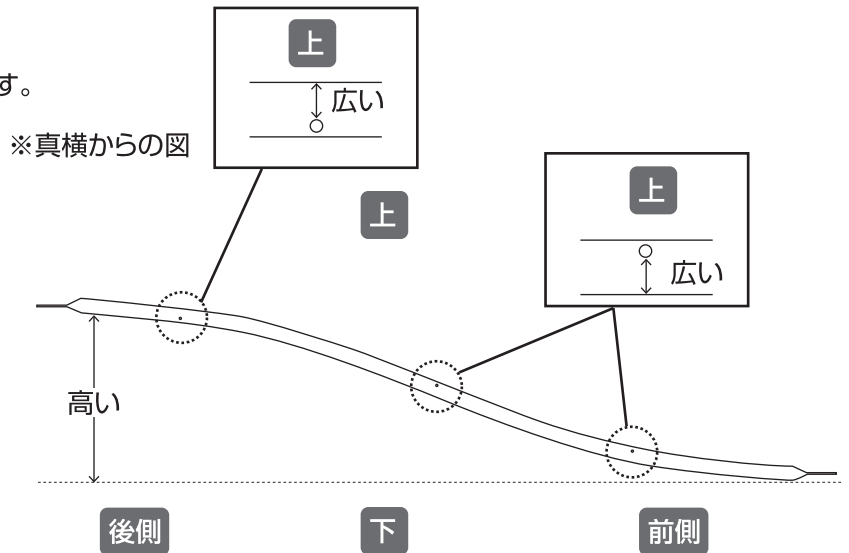 上
広い
す。
※真横からの図
上
上
広い
高い
後側
下
前側